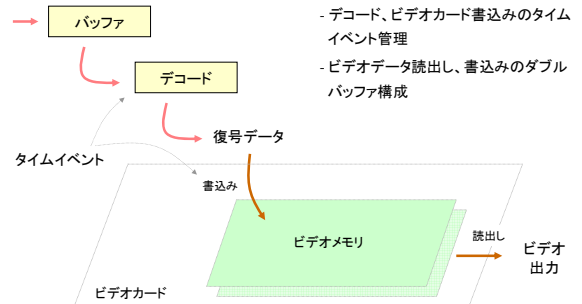 バッファ
- デコード、ビデオカード書込みのタイム
イベント管理
- ビデオデータ読出し、書込みのダブル
バッファ構成
デコード
復号データ
タイムイベント
書込み
ビデオメモリ
読出し
ビデオ
出力
ビデオカード